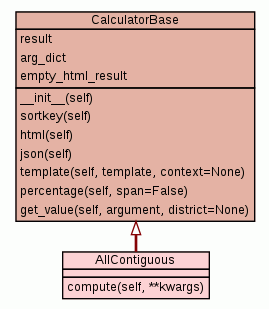 CalculatorBase
result
arg_dict
empty_html_result
__init__(self)
sortkey(self)
html(self)
json(self)
template(self, template, context=None)
percentage(self, span=False)
get_value(self, argument, district=None)
AllContiguous
compute(self, **kwargs)